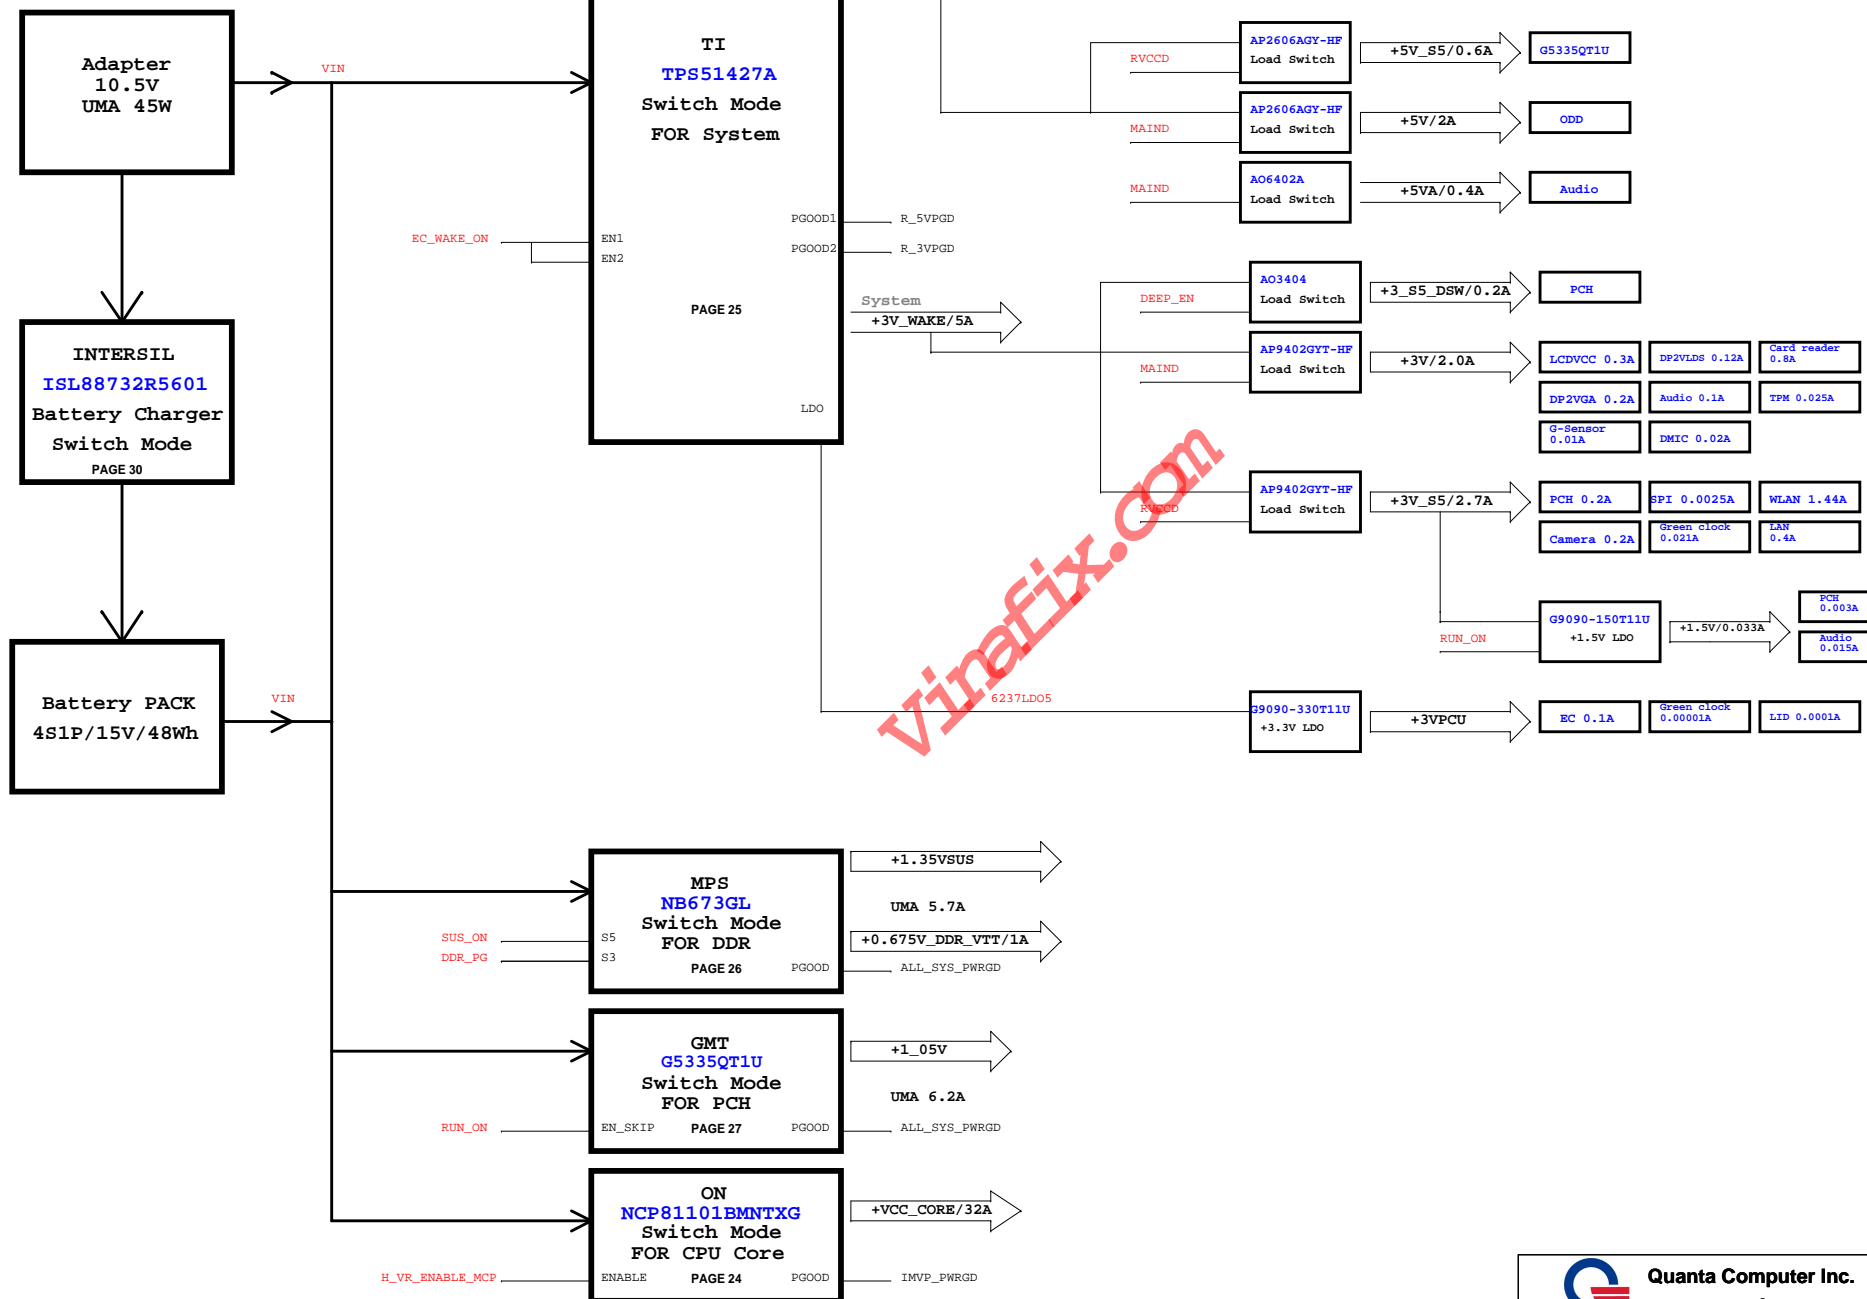 Adapter
10.5V
UMA 45W
VIN
INTERSIL
ISL88732R5601
Battery Charger
Switch Mode
PAGE 30
Battery PACK
4S1P/15V/48Wh
VIN
TI
TPS51427A
Switch Mode
FOR System
EC_WAKE_ON
EN1
EN2
PGOOD1
R_5VPGD
PGOOD2
R_3VPGD
PAGE 25
LDO
System
+3V_WAKE/5A
RVCCD
AP2606AGY-HF
Load Switch
+5V_S5/0.6A
G5335QT1U
MAIND
AP2606AGY-HF
Load Switch
+5V/2A
ODD
MAIND
AO6402A
Load Switch
+5VA/0.4A
Audio
DEEP_EN
AO3404
Load Switch
+3_S5_DSW/0.2A
PCH
MAIND
AP9402GYT-HF
Load Switch
+3V/2.0A
LCDVCC 0.3A
DP2VLDS 0.12A
Card reader
0.8A
DP2VGA 0.2A
Audio 0.1A
TPM 0.025A
G-Sensor
0.01A
DMIC 0.02A
RVCCD
AP9402GYT-HF
Load Switch
+3V_S5/2.7A
PCH 0.2A
SPI 0.0025A
WLAN 1.44A
Camera 0.2A
Green clock
0.021A
LAN
0.4A
RUN_ON
G9090-150T11U
+1.5V LDO
+1.5V/0.033A
PCH
0.003A
Audio
0.015A
6237LDO5
G9090-330T11U
+3.3V LDO
+3VPCU
EC 0.1A
Green clock
0.00001A
LID 0.0001A
vinafix.com
MPS
NB673GL
Switch Mode
FOR DDR
PAGE 26
SUS_ON
S5
DDR_PG
S3
PGOOD
ALL_SYS_PWRGD
+1.35VSUS
UMA 5.7A
+0.675V_DDR_VTT/1A
GMT
G5335QT1U
Switch Mode
FOR PCH
PAGE 27
RUN_ON
EN_SKIP
PGOOD
ALL_SYS_PWRGD
+1_05V
UMA 6.2A
ON
NCP81101BMNTXG
Switch Mode
FOR CPU Core
PAGE 24
H_VR_ENABLE_MCP
ENABLE
PGOOD
IMVP_PWRGD
+VCC_CORE/32A
Quanta Computer Inc.